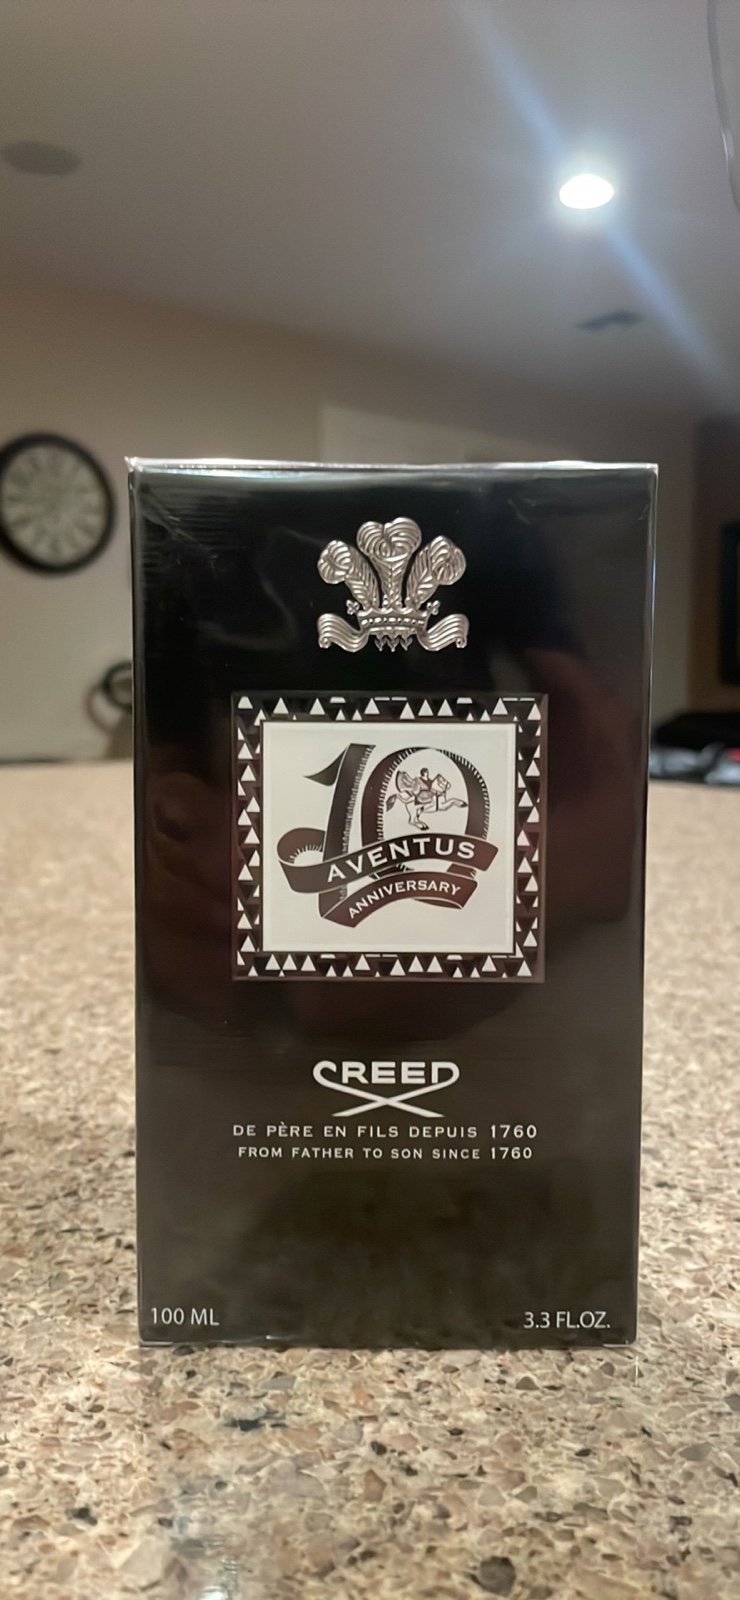 10
AVENTUS
ANNIVERSARY
CREED
DE PÈRE EN FILS DEPUIS 1760
FROM FATHER TO SON SINCE 1760
100 ML
3.3 FL.OZ.